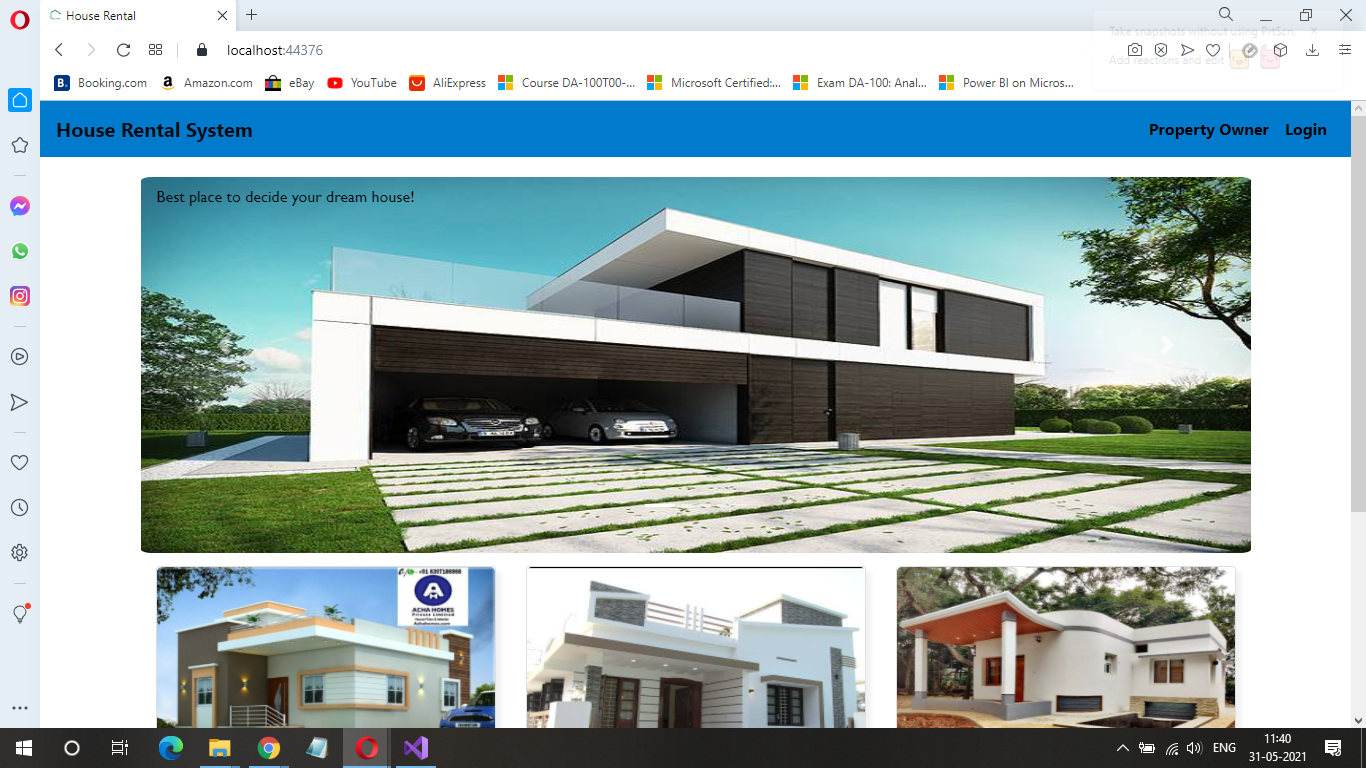 House Rental
localhost:44376
Take snapshots without using PrtScn.
Add reactions and edit
Booking.com Amazon.com eBay YouTube AliExpress Course DA-100T00-... Microsoft Certified:... Exam DA-100: Anal... Power BI on Micros...
House Rental System Property Owner Login
Best place to decide your dream house!
ACHA HOMES
Private Limited
Achahomes.com
ENG
11:40
31-05-2021